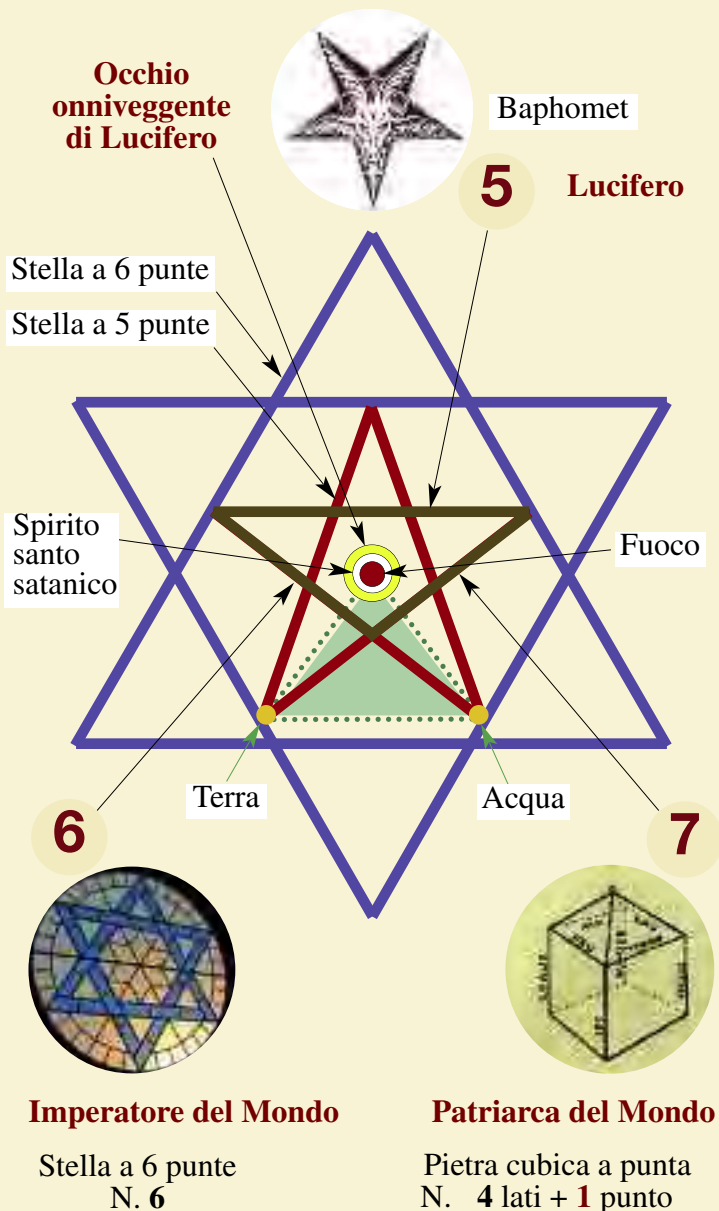 Occhio
onniveggente
di Lucifero
Baphomet
5
Lucifero
Stella a 6 punte
Stella a 5 punte
Spirito
santo
satanico
Fuoco
Terra
Acqua
6
7
Imperatore del Mondo
Patriarca del Mondo
Stella a 6 punte
N. 6
Pietra cubica a punta
N. 4 lati + 1 punto